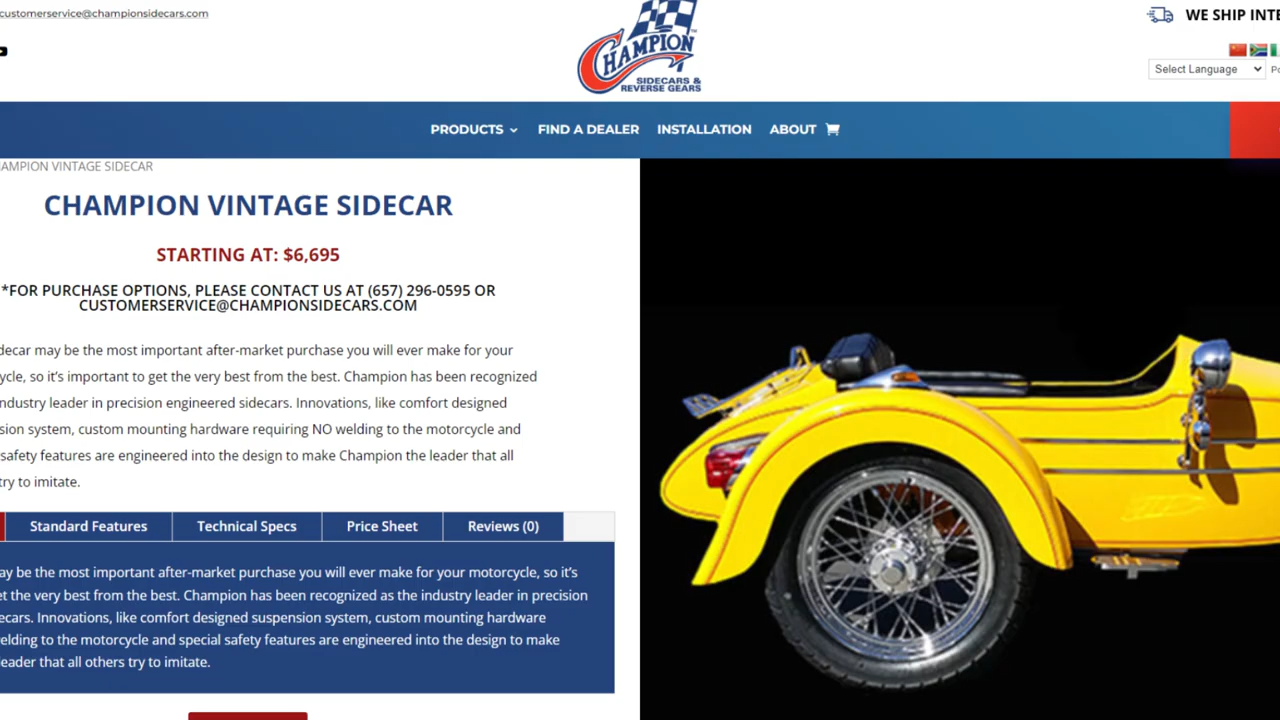 customerservice@championsidecars.com
WE SHIP
CHAMPION
SIDECARS &
REVERSE GEARS
Select Language
PRODUCTS FIND A DEALER INSTALLATION ABOUT
AMPION VINTAGE SIDECAR
CHAMPION VINTAGE SIDECAR
STARTING AT: $6,695
*FOR PURCHASE OPTIONS, PLEASE CONTACT US AT (657) 296-0595 OR
CUSTOMERSERVICE@CHAMPIONSIDECARS.COM
decar may be the most important after-market purchase you will ever make for your
ycle, so it's important to get the very best from the best. Champion has been recognized
ndustry leader in precision engineered sidecars. Innovations, like comfort designed
sion system, custom mounting hardware requiring NO welding to the motorcycle and
safety features are engineered into the design to make Champion the leader that all
try to imitate.
Standard Features Technical Specs Price Sheet Reviews (0)
ay be the most important after-market purchase you will ever make for your motorcycle, so it's
et the very best from the best. Champion has been recognized as the industry leader in precision
ecars. Innovations, like comfort designed suspension system, custom mounting hardware
elding to the motorcycle and special safety features are engineered into the design to make
leader that all others try to imitate.